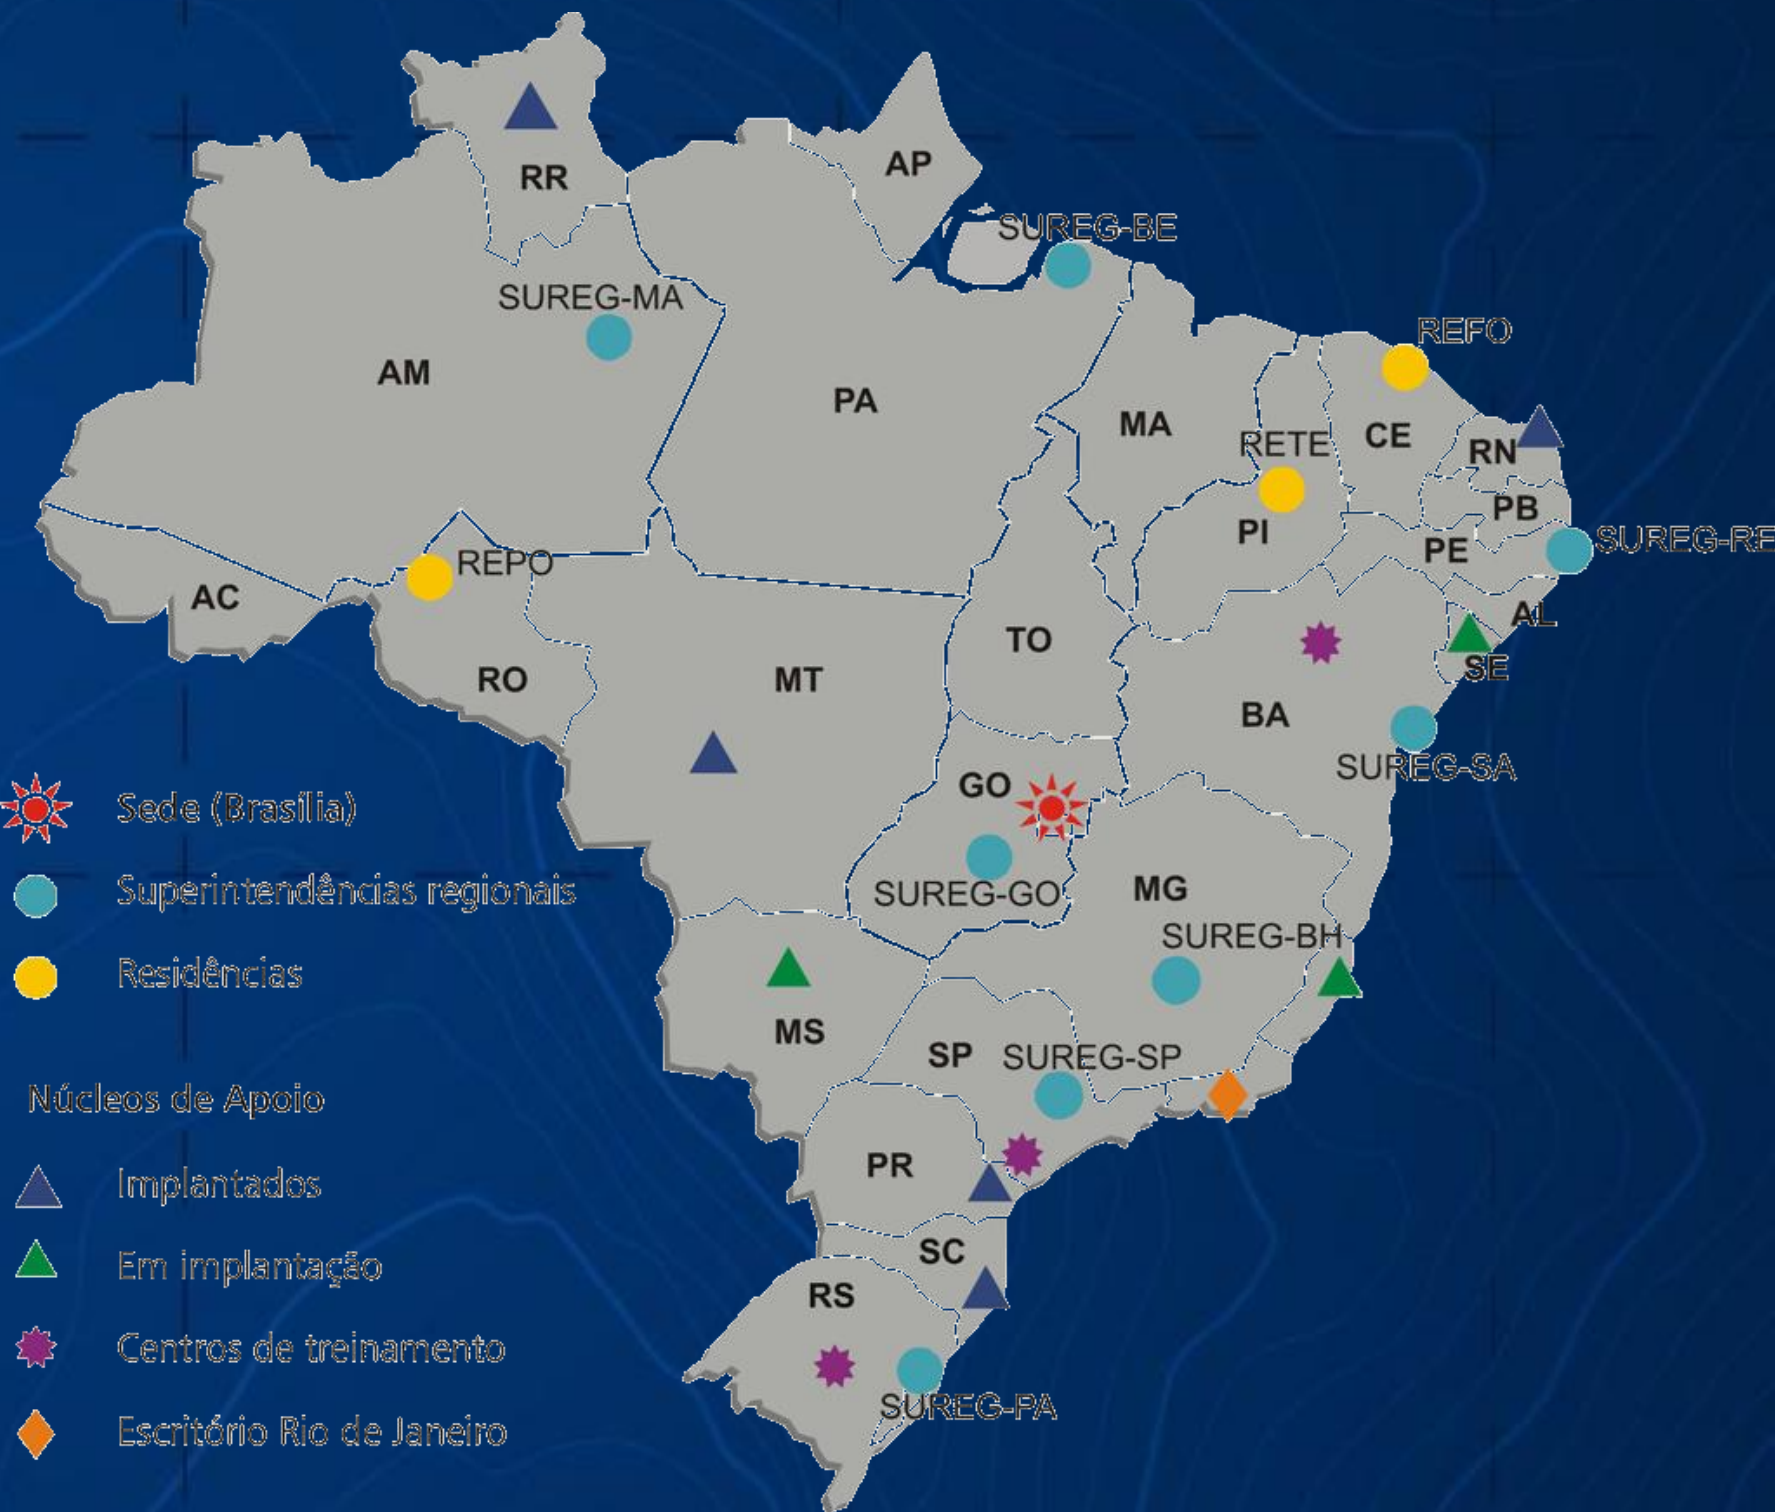 RR
AP
SUREG-BE
SUREG-MA
REFO
AM
PA
MA
RETE
CE
RN
PB
PI
PE
SUREG-RE
REPO
AC
AL
TO
SE
RO
MT
BA
SUREG-SA
GO
SUREG-GO
MG
SUREG-BH
MS
SP
SUREG-SP
PR
SC
RS
SUREG-PA
Sede (Brasília)
Superintendências regionais
Residências
Núcleos de Apoio
Implantados
Em implantação
Centros de treinamento
Escritório Rio de Janeiro